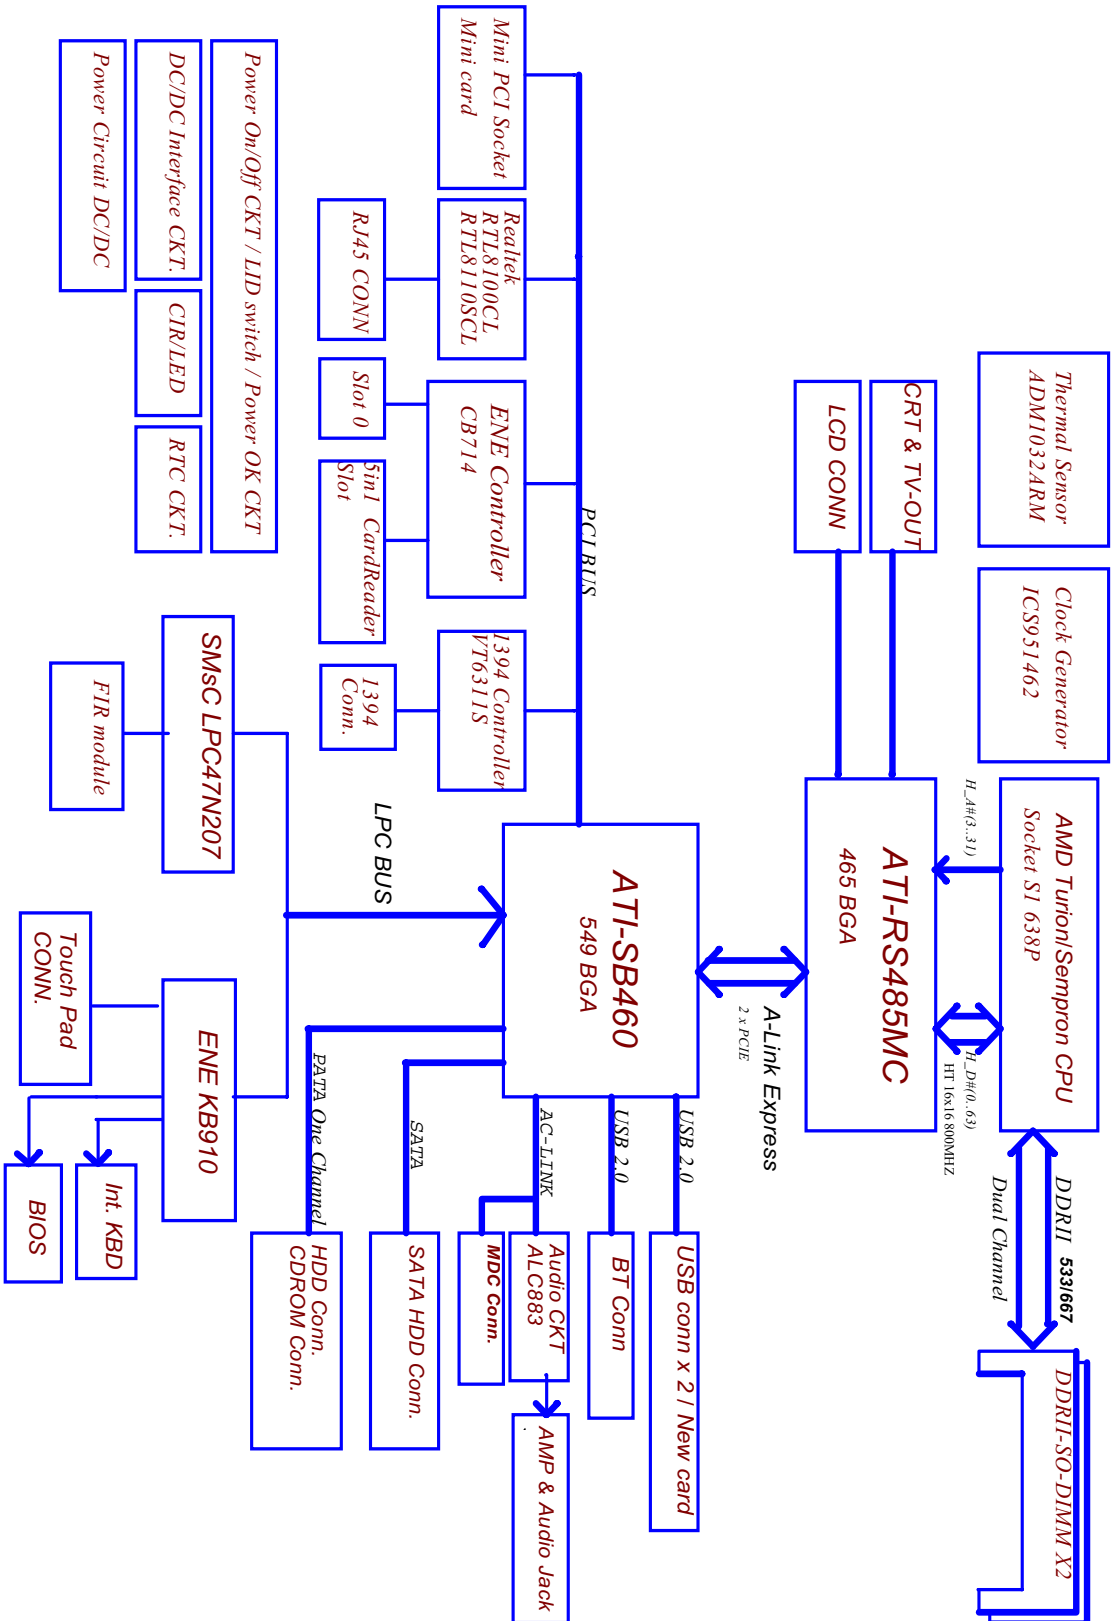 Thermal Sensor
ADM1032ARM
Clock Generator
ICS951462
AMD Turion/Sempron CPU
Socket S1 638P
DDRII 533/667
Dual Channel
DDRII-SO-DIMM X2
H_A#(3..31)
H_D#(0..63)
HT 16x16 800MHZ
CRT & TV-OUT
LCD CONN
ATI-RS485MC
465 BGA
A-Link Express
2 x PCIE
ATI-SB460
549 BGA
USB 2.0
USB conn x 2 / New card
USB 2.0
BT Conn
AC-LINK
Audio CKT
ALC883
AMP & Audio Jack
MDC Conn.
SATA
SATA HDD Conn.
PATA One Channel
HDD Conn.
CDROM Conn.
PCI BUS
Mini PCI Socket
Mini card
Realtek
RTL8100CL
RTL8110SCL
RJ45 CONN
ENE Controller
CB714
Slot 0
5in1 CardReader
Slot
1394 Controller
VT6311S
1394
Conn.
LPC BUS
SMsC LPC47N207
FIR module
ENE KB910
Touch Pad
CONN.
Int. KBD
BIOS
Power On/Off CKT / LID switch / Power OK CKT
DC/DC Interface CKT.
CIR/LED
RTC CKT.
Power Circuit DC/DC